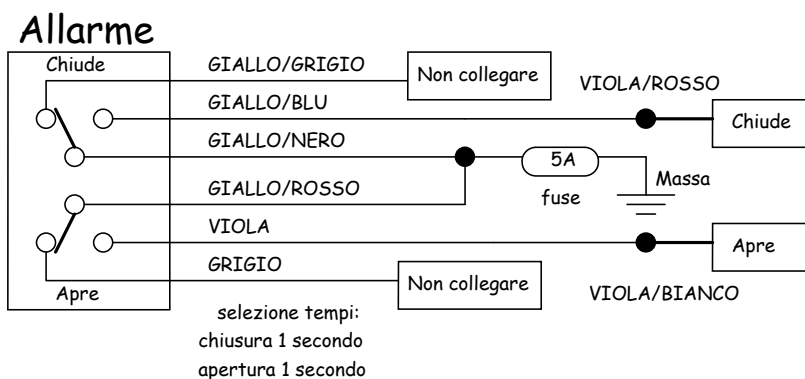 Allarme
Chiude
GIALLO/GRIGIO
Non collegare
VIOLA/ROSSO
GIALLO/BLU
Chiude
GIALLO/NERO
5A
fuse
Massa
GIALLO/ROSSO
VIOLA
Apre
GRIGIO
Non collegare
Apre
VIOLA/BIANCO
selezione tempi:
chiusura 1 secondo
apertura 1 secondo